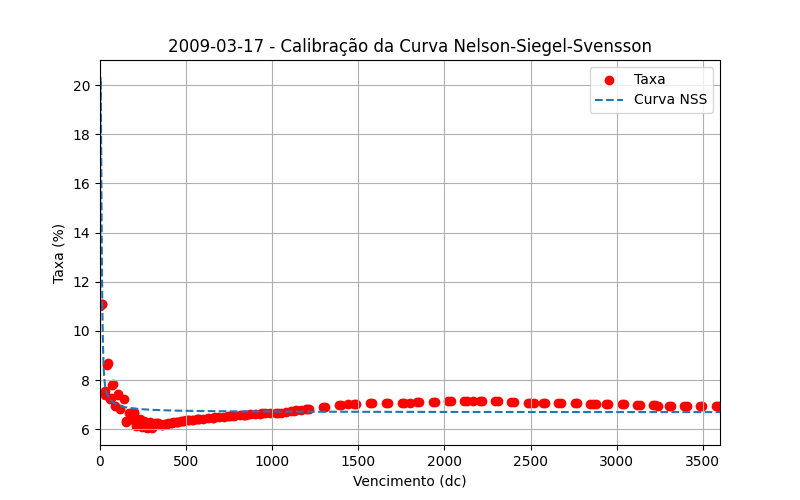 2009-03-17 - Calibração da Curva Nelson-Siegel-Svensson
Taxa
Curva NSS
Taxa (%)
20
18
16
14
12
10
8
6
0 500 1000 1500 2000 2500 3000 3500
Vencimento (dc)